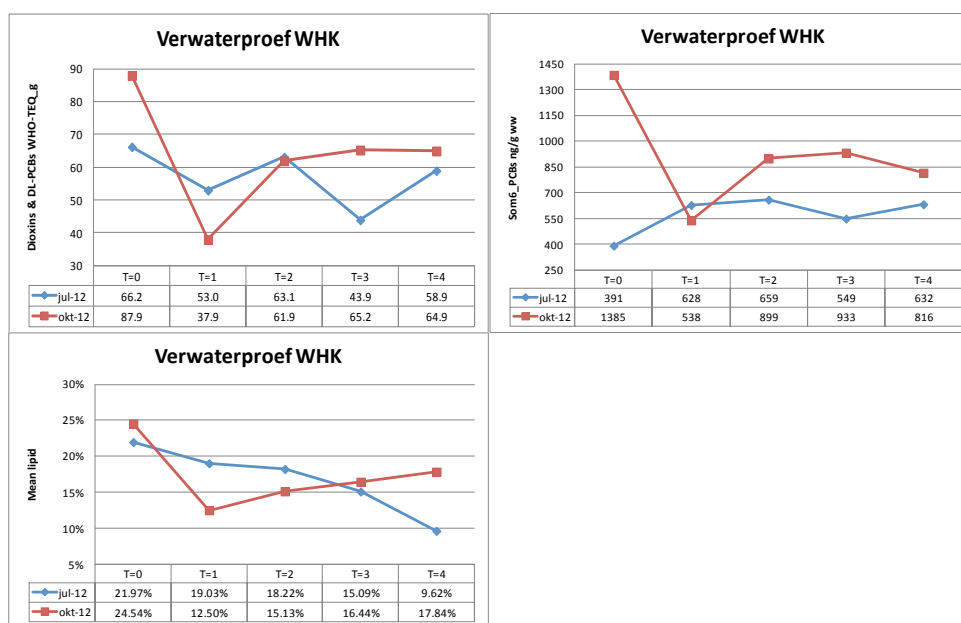 Verwaterproef WHK
Dioxins & DL-PCBs WHO-TEQ_g
90
80
70
60
50
40
30
T=0 T=1 T=2 T=3 T=4
jul-12 66.2 53.0 63.1 43.9 58.9
okt-12 87.9 37.9 61.9 65.2 64.9
Verwaterproef WHK
Som6_PCBs ng/g ww
1450
1300
1150
1000
850
700
550
400
250
T=0 T=1 T=2 T=3 T=4
jul-12 391 628 659 549 632
okt-12 1385 538 899 933 816
Verwaterproef WHK
Mean lipid
30%
25%
20%
15%
10%
5%
T=0 T=1 T=2 T=3 T=4
jul-12 21.97% 19.03% 18.22% 15.09% 9.62%
okt-12 24.54% 12.50% 15.13% 16.44% 17.84%